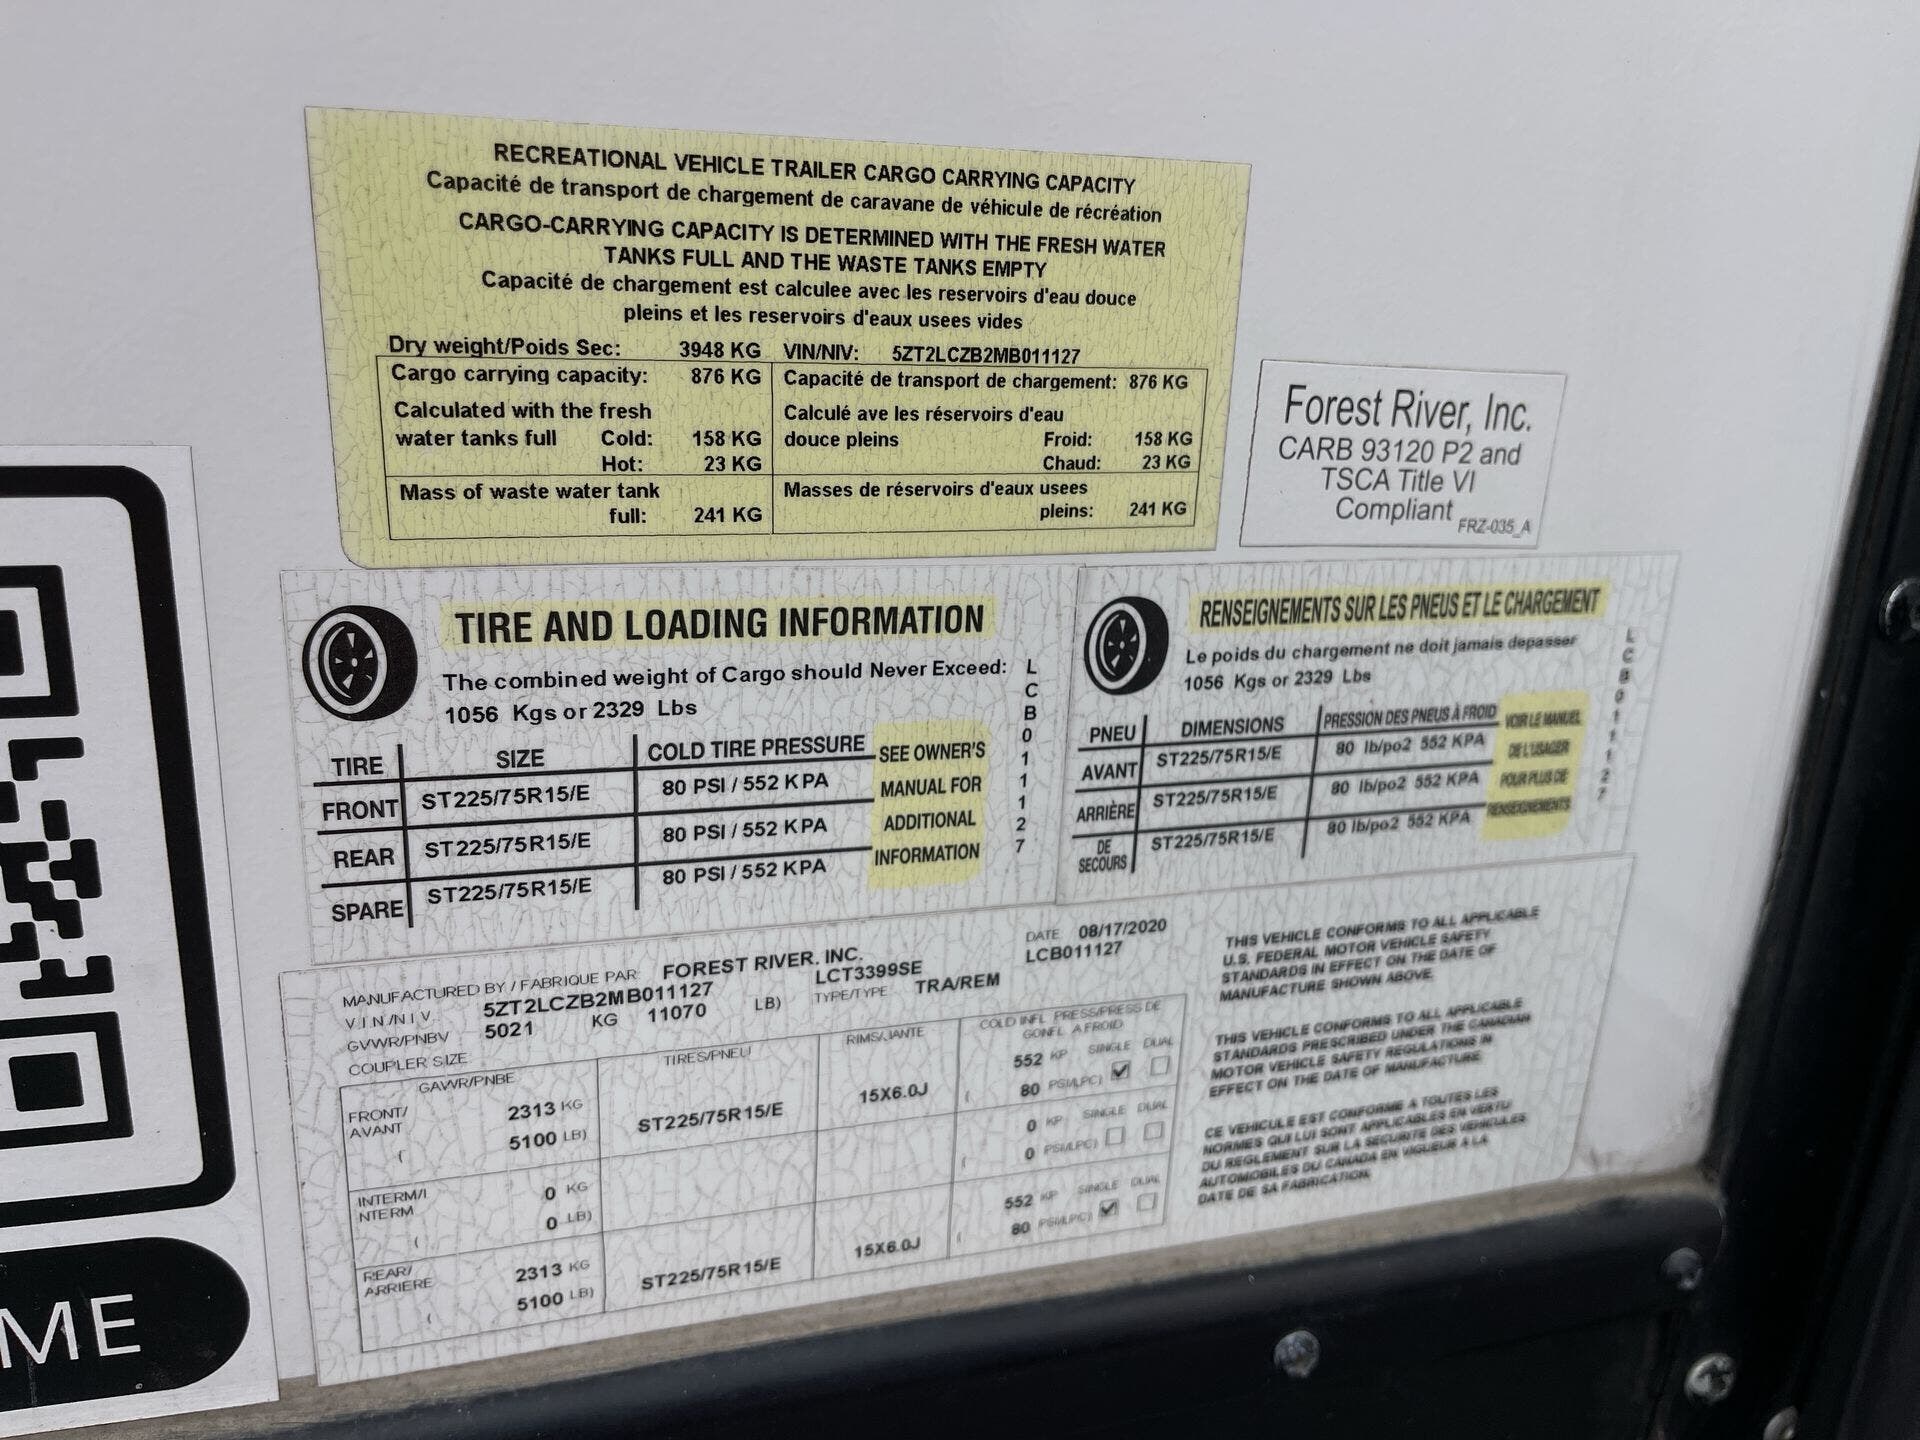 RECREATIONAL VEHICLE TRAILER CARGO CARRYING CAPACITY
Capacité de transport de chargement de caravane de véhicule de récréation
CARGO-CARRYING CAPACITY IS DETERMINED WITH THE FRESH WATER
TANKS FULL AND THE WASTE TANKS EMPTY
Capacité de chargement est calculee avec les reservoirs d'eau douce
pleins et les reservoirs d'eaux usees vides
Dry weight/Poids Sec: 3948 KG VIN/NIV: 5ZT2LCZB2MB011127
Cargo carrying capacity: 876 KG Capacité de transport de chargement: 876 KG
Calculated with the fresh Calculé ave les réservoirs d'eau
water tanks full Cold: 158 KG douce pleins Froid: 158 KG
Hot: 23 KG Chaud: 23 KG
Mass of waste water tank Masses de réservoirs d'eaux usees
full: 241 KG pleins: 241 KG
Forest River, Inc.
CARB 93120 P2 and
TSCA Title VI
Compliant FRZ-035_A
TIRE AND LOADING INFORMATION
The combined weight of Cargo should Never Exceed:
1056 Kgs or 2329 Lbs
TIRE SIZE COLD TIRE PRESSURE SEE OWNER'S
FRONT ST225/75R15/E 80 PSI / 552 KPA MANUAL FOR
REAR ST225/75R15/E 80 PSI / 552 KPA ADDITIONAL
SPARE ST225/75R15/E 80 PSI / 552 KPA INFORMATION
LCB011127
RENSEIGNEMENTS SUR LES PNEUS ET LE CHARGEMENT
Le poids du chargement ne doit jamais depasser
1056 Kgs or 2329 Lbs
PNEU DIMENSIONS PRESSION DES PNEUS À FROID VOIR LE MANUEL
AVANT ST225/75R15/E 80 lb/po2 552 KPA DE L'USAGER
ARRIÈRE ST225/75R15/E 80 lb/po2 552 KPA POUR PLUS DE
DE SECOURS ST225/75R15/E 80 lb/po2 552 KPA RENSEIGNEMENTS
LCB011127
MANUFACTURED BY / FABRIQUE PAR: FOREST RIVER, INC. DATE 08/17/2020
V.I.N./N.I.V. 5ZT2LCZB2MB011127 LCT3399SE LCB011127
GVWR/PNBV 5021 KG 11070 LB) TYPE/TYPE TRA/REM
COUPLER SIZE
GAWR/PNBE TIRES/PNEU RIMS/JANTE COLD INFL PRESS/PRESS DE
GONFL A FROID
FRONT/ 2313 KG ST225/75R15/E 15X6.0J 552 KP SINGLE DUAL
AVANT ( 5100 LB) ( 80 PSI/LPC) ☑ ☐
INTERM/I 0 KG 0 KP SINGLE DUAL
NTERM ( 0 LB) ( 0 PSI/LPC) ☐ ☐
REAR/ 2313 KG ST225/75R15/E 15X6.0J 552 KP SINGLE DUAL
ARRIERE ( 5100 LB) ( 80 PSI/LPC) ☑ ☐
THIS VEHICLE CONFORMS TO ALL APPLICABLE
U.S. FEDERAL MOTOR VEHICLE SAFETY
STANDARDS IN EFFECT ON THE DATE OF
MANUFACTURE SHOWN ABOVE.
THIS VEHICLE CONFORMS TO ALL APPLICABLE
STANDARDS PRESCRIBED UNDER THE CANADIAN
MOTOR VEHICLE SAFETY REGULATIONS IN
EFFECT ON THE DATE OF MANUFACTURE.
CE VEHICULE EST CONFORME A TOUTES LES
NORMES QUI LUI SONT APPLICABLES EN VERTU
DU REGLEMENT SUR LA SECURITE DES VEHICULES
AUTOMOBILES DU CANADA EN VIGUEUR A LA
DATE DE SA FABRICATION.
ME